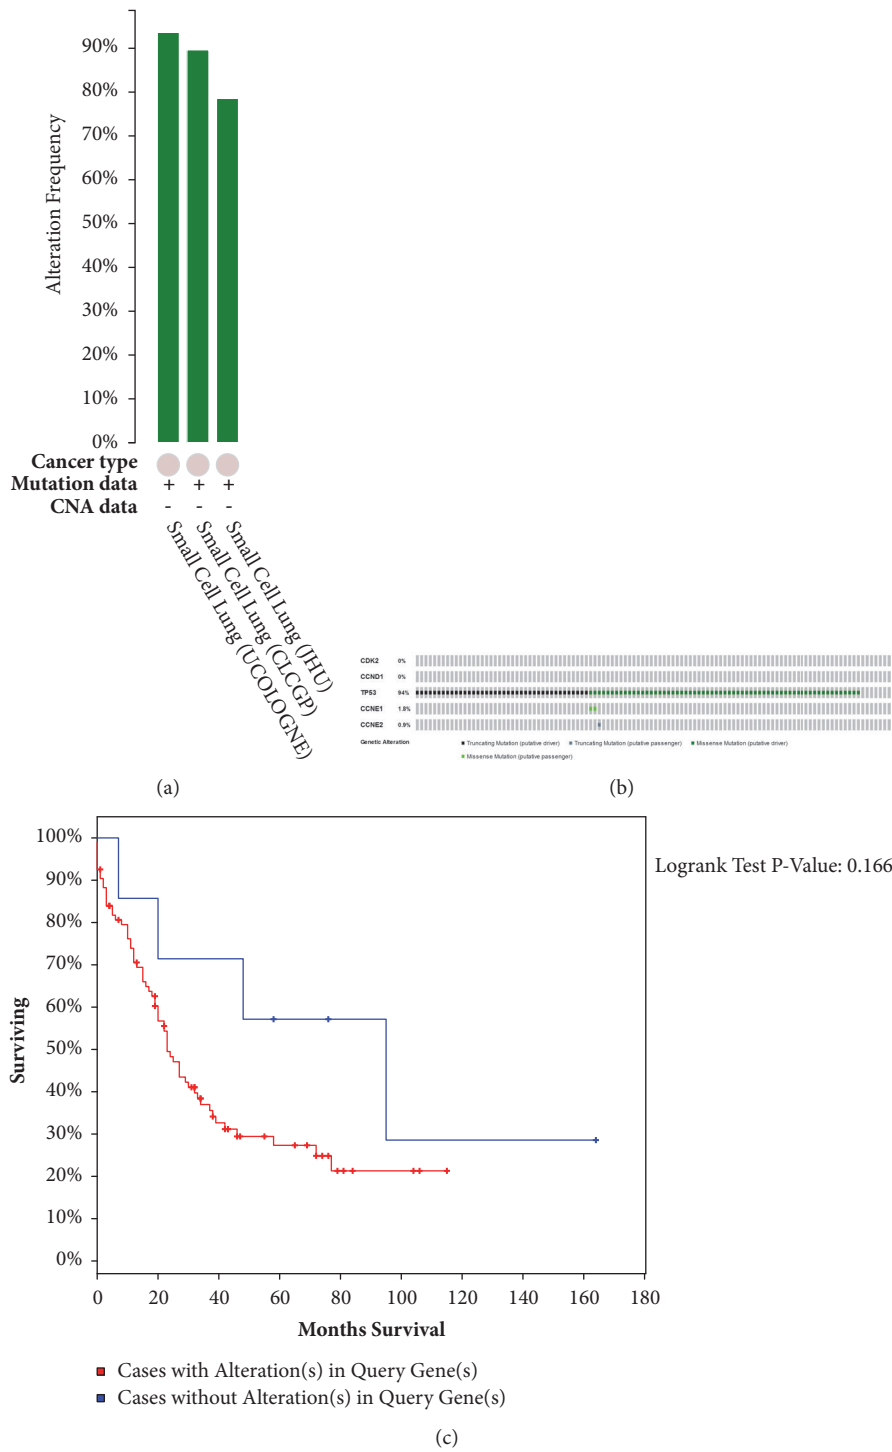 90%
80%
70%
60%
50%
40%
30%
20%
10%
0%
Alteration Frequency
Cancer type
Mutation data + + +
CNA data - - -
Small Cell Lung (UCOLOGNE)
Small Cell Lung (CLCGP)
Small Cell Lung (JHU)
(a)
CDK2 0%
CCND1 0%
TP53 94%
CCNE1 1.8%
CCNE2 0.9%
Genetic Alteration Truncating Mutation (putative driver) Truncating Mutation (putative passenger) Missense Mutation (putative driver)
Missense Mutation (putative passenger)
(b)
100%
90%
80%
70%
60%
50%
40%
30%
20%
10%
0%
Surviving
Logrank Test P-Value: 0.166
0 20 40 60 80 100 120 140 160 180
Months Survival
Cases with Alteration(s) in Query Gene(s)
Cases without Alteration(s) in Query Gene(s)
(c)